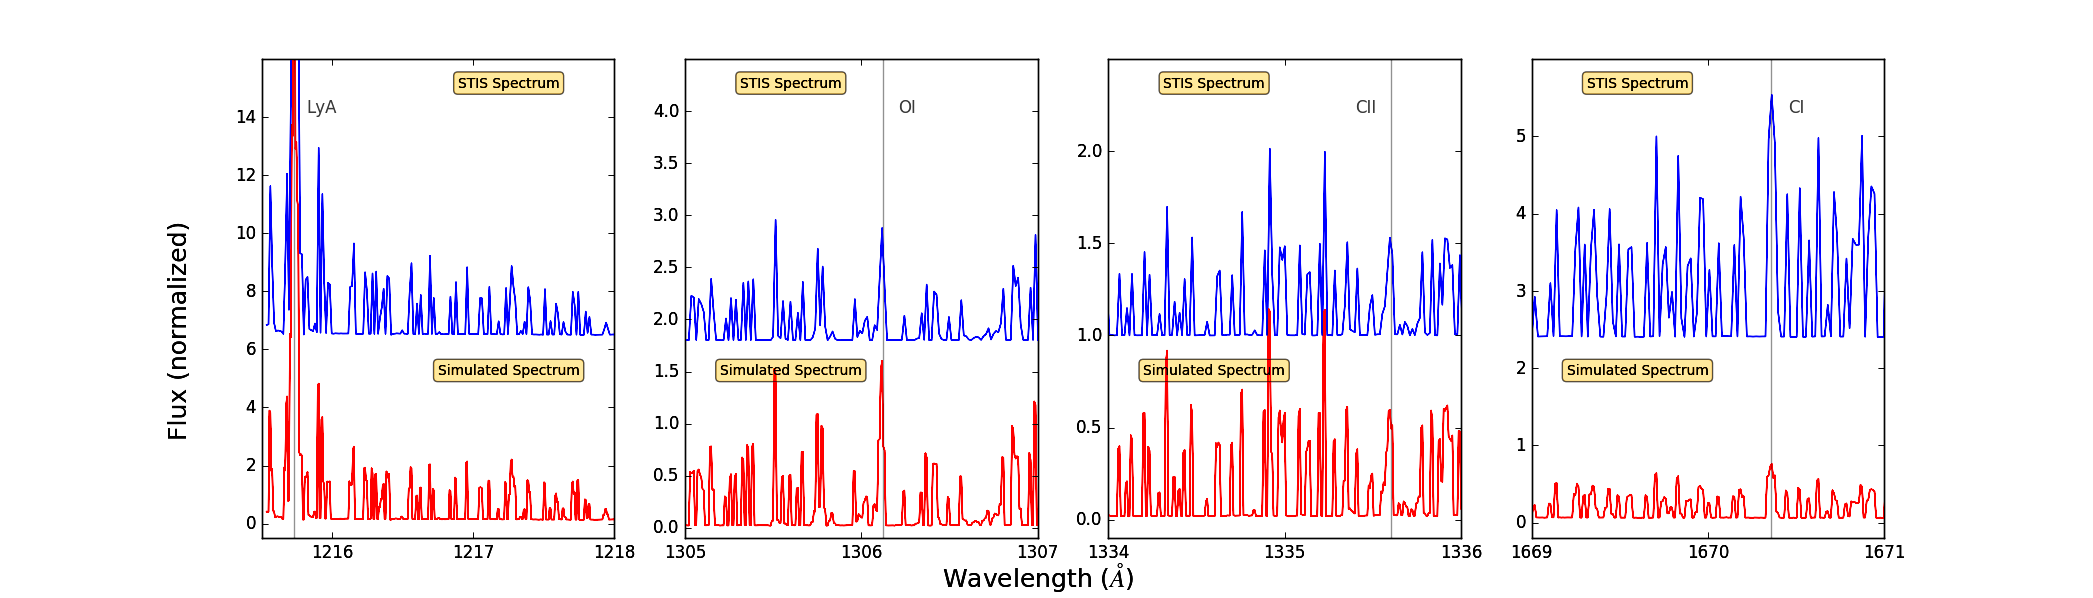 STIS Spectrum
LyA
Simulated Spectrum
14
12
10
8
6
4
2
0
1216
1217
1218
STIS Spectrum
OI
Simulated Spectrum
4.0
3.5
3.0
2.5
2.0
1.5
1.0
0.5
0.0
1305
1306
1307
STIS Spectrum
CII
Simulated Spectrum
2.0
1.5
1.0
0.5
0.0
1334
1335
1336
STIS Spectrum
CI
Simulated Spectrum
5
4
3
2
1
0
1669
1670
1671
Flux (normalized)
Wavelength (Å)